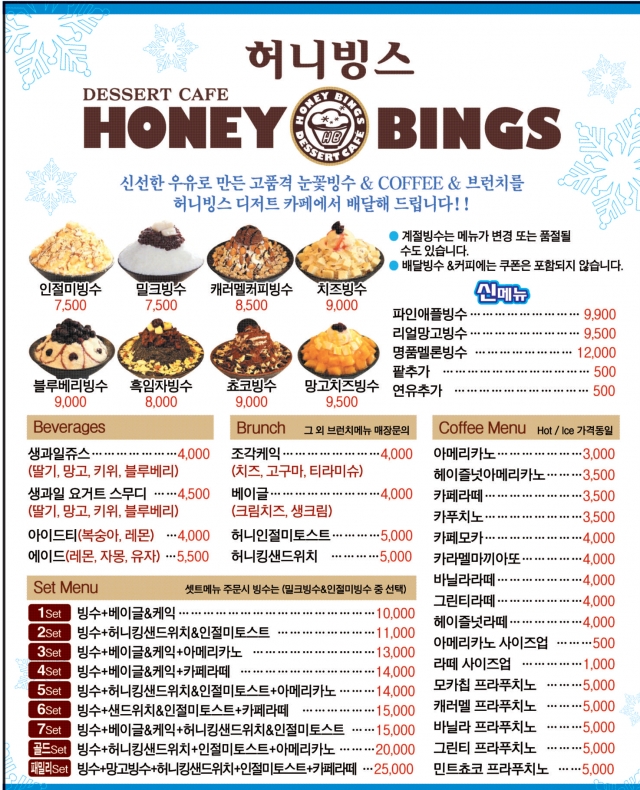 허니빙스
DESSERT CAFE
HONEY BINGS
HONEY BINGS
HB
DESSERT CAFE
신선한 우유로 만든 고품격 눈꽃빙수 & COFFEE & 브런치를
허니빙스 디저트 카페에서 배달해 드립니다!!
인절미빙수 밀크빙수 캐러멜커피빙수 치즈빙수
7,500 7,500 8,500 9,000
블루베리빙수 흑임자빙수 쵸코빙수 망고치즈빙수
9,000 8,000 9,000 9,500
● 계절빙수는 메뉴가 변경 또는 품절될
수도 있습니다.
● 배달빙수 &커피에는 쿠폰은 포함되지 않습니다.
신메뉴
파인애플빙수 9,900
리얼망고빙수 9,500
명품멜론빙수 12,000
팥추가 500
연유추가 500
Beverages
생과일쥬스 4,000
(딸기, 망고, 키위, 블루베리)
생과일 요거트 스무디 4,500
(딸기, 망고, 키위, 블루베리)
아이드티(복숭아, 레몬) 4,000
에이드(레몬, 자몽, 유자) 5,500
Brunch 그 외 브런치메뉴 매장문의
조각케익 4,000
(치즈, 고구마, 티라미슈)
베이글 4,000
(크림치즈, 생크림)
허니인절미토스트 5,000
허니킹샌드위치 5,000
Coffee Menu Hot / Ice 가격동일
아메리카노 3,000
헤이즐넛아메리카노 3,500
카페라떼 3,500
카푸치노 3,500
카페모카 4,000
카라멜마끼아또 4,000
바닐라라떼 4,000
그린티라떼 4,000
헤이즐넛라떼 4,000
아메리카노 사이즈업 500
라떼 사이즈업 1,000
모카칩 프라푸치노 5,000
캐러멜 프라푸치노 5,000
바닐라 프라푸치노 5,000
그린티 프라푸치노 5,000
민트쵸코 프라푸치노 5,000
Set Menu 셋트메뉴 주문시 빙수는 (밀크빙수&인절미빙수 중 선택)
1Set 빙수+베이글&케익 10,000
2Set 빙수+허니킹샌드위치&인절미토스트 11,000
3Set 빙수+베이글&케익+아메리카노 13,000
4Set 빙수+베이글&케익+카페라떼 14,000
5Set 빙수+허니킹샌드위치&인절미토스트+아메리카노 14,000
6Set 빙수+샌드위치&인절미토스트+카페라떼 15,000
7Set 빙수+베이글&케익+허니킹샌드위치&인절미토스트 15,000
골드Set 빙수+허니킹샌드위치+인절미토스트+아메리카노 20,000
패밀리Set 빙수+망고빙수+허니킹샌드위치+인절미토스트+카페라떼 25,000